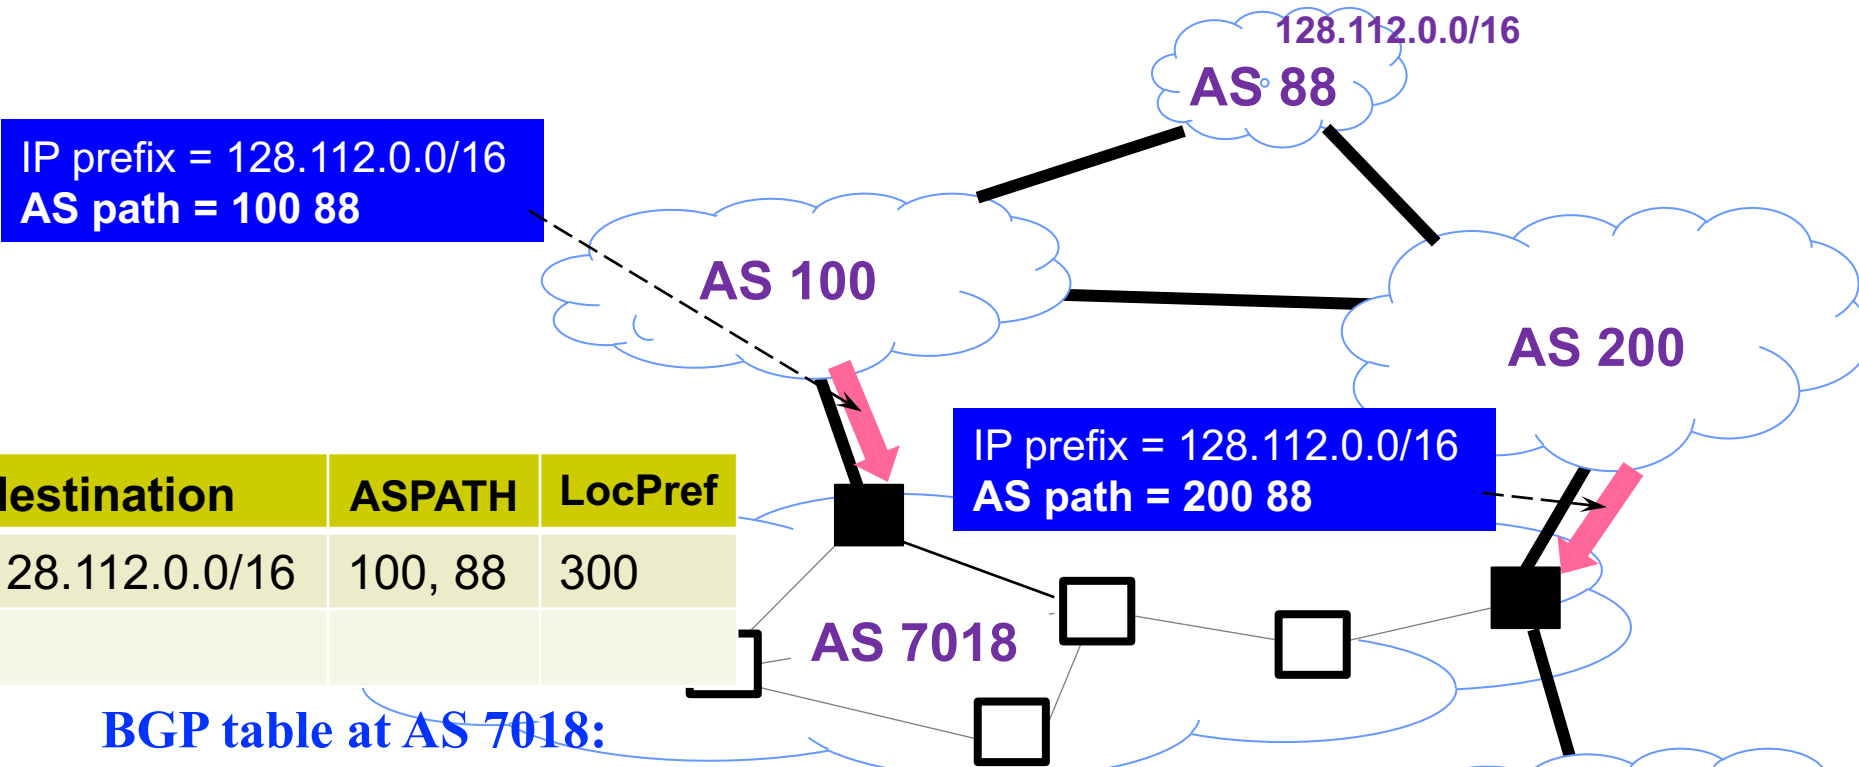 128.112.0.0/16
AS 88
IP prefix = 128.112.0.0/16
AS path = 100 88
AS 100
AS 200
IP prefix = 128.112.0.0/16
AS path = 200 88
destination ASPATH LocPref
28.112.0.0/16 100, 88 300
AS 7018
BGP table at AS 7018: